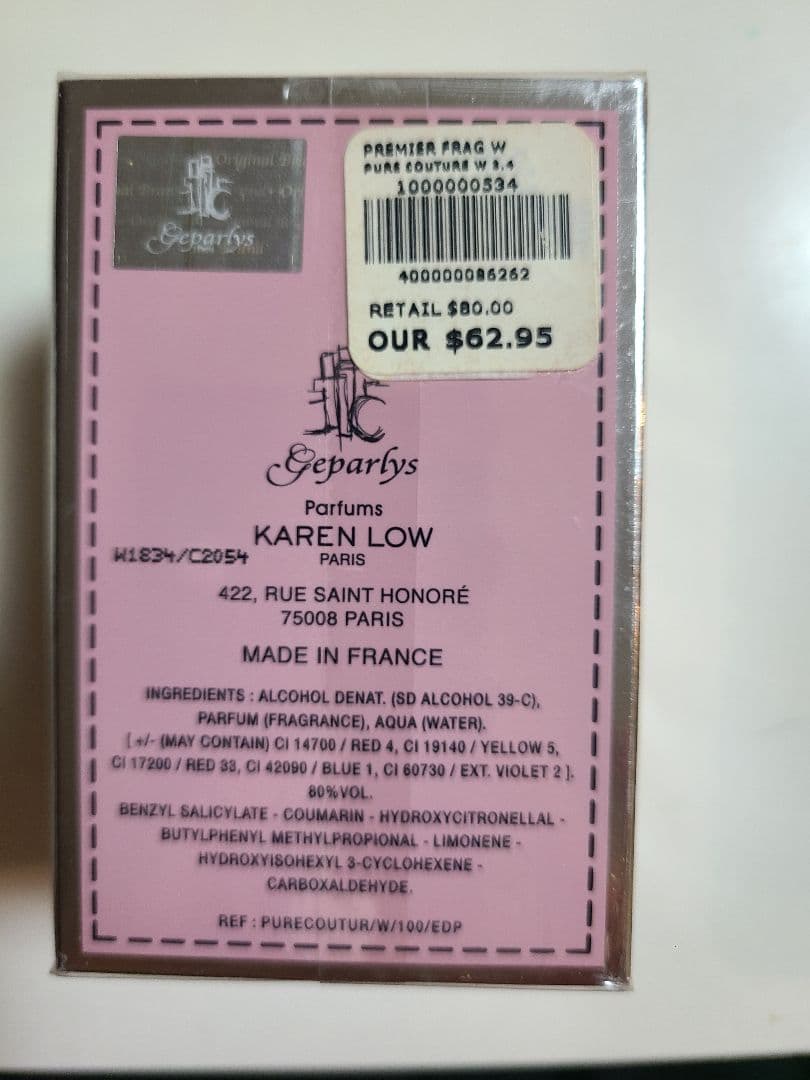 Original
Geparlys
PREMIER FRAG W
PURE COUTURE W 3.4
1000000534
400000086262
RETAIL $80.00
OUR $62.95
Geparlys
Parfums
KAREN LOW
W1834/C2054
PARIS
422, RUE SAINT HONORÉ
75008 PARIS
MADE IN FRANCE
INGREDIENTS : ALCOHOL DENAT. (SD ALCOHOL 39-C),
PARFUM (FRAGRANCE), AQUA (WATER).
[ +/- (MAY CONTAIN) CI 14700 / RED 4, CI 19140 / YELLOW 5,
CI 17200 / RED 33, CI 42090 / BLUE 1, CI 60730 / EXT. VIOLET 2 ].
80%VOL.
BENZYL SALICYLATE - COUMARIN - HYDROXYCITRONELLAL -
BUTYLPHENYL METHYLPROPIONAL - LIMONENE -
HYDROXYISOHEXYL 3-CYCLOHEXENE -
CARBOXALDEHYDE.
REF : PURECOUTUR/W/100/EDP